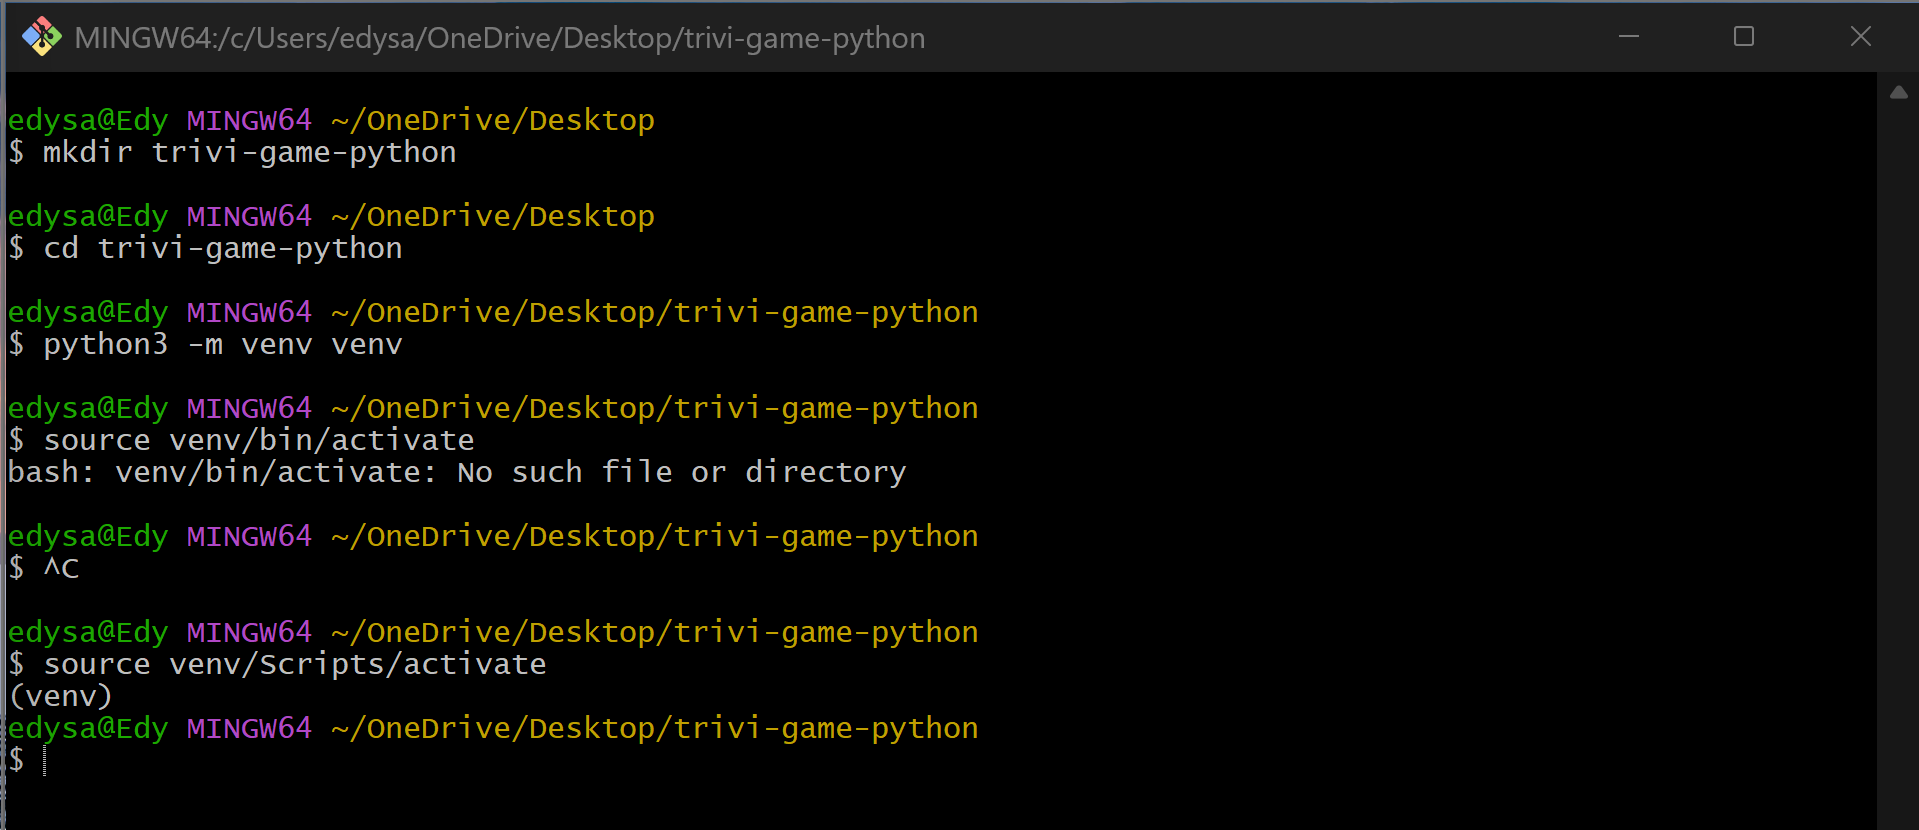 MINGW64:/c/Users/edysa/OneDrive/Desktop/trivi-game-python
edysa@Edy MINGW64 ~/OneDrive/Desktop
$ mkdir trivi-game-python
edysa@Edy MINGW64 ~/OneDrive/Desktop
$ cd trivi-game-python
edysa@Edy MINGW64 ~/OneDrive/Desktop/trivi-game-python
$ python3 -m venv venv
edysa@Edy MINGW64 ~/OneDrive/Desktop/trivi-game-python
$ source venv/bin/activate
bash: venv/bin/activate: No such file or directory
edysa@Edy MINGW64 ~/OneDrive/Desktop/trivi-game-python
$ ^C
edysa@Edy MINGW64 ~/OneDrive/Desktop/trivi-game-python
$ source venv/Scripts/activate
(venv)
edysa@Edy MINGW64 ~/OneDrive/Desktop/trivi-game-python
$